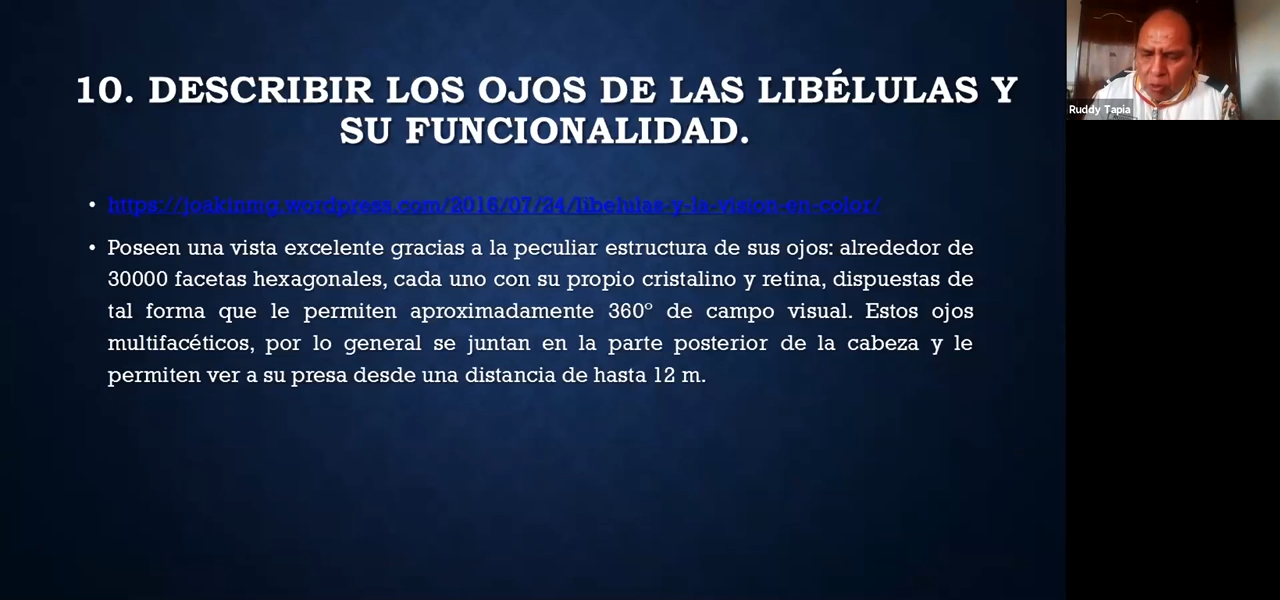 10. DESCRIBIR LOS OJOS DE LAS LIBÉLULAS Y
SU FUNCIONALIDAD.
• https://joakinmg.wordpress.com/2016/07/24/libelulas-y-la-vision-en-color/
• Poseen una vista excelente gracias a la peculiar estructura de sus ojos: alrededor de
30000 facetas hexagonales, cada uno con su propio cristalino y retina, dispuestas de
tal forma que le permiten aproximadamente 360º de campo visual. Estos ojos
multifacéticos, por lo general se juntan en la parte posterior de la cabeza y le
permiten ver a su presa desde una distancia de hasta 12 m.
Ruddy Tapia